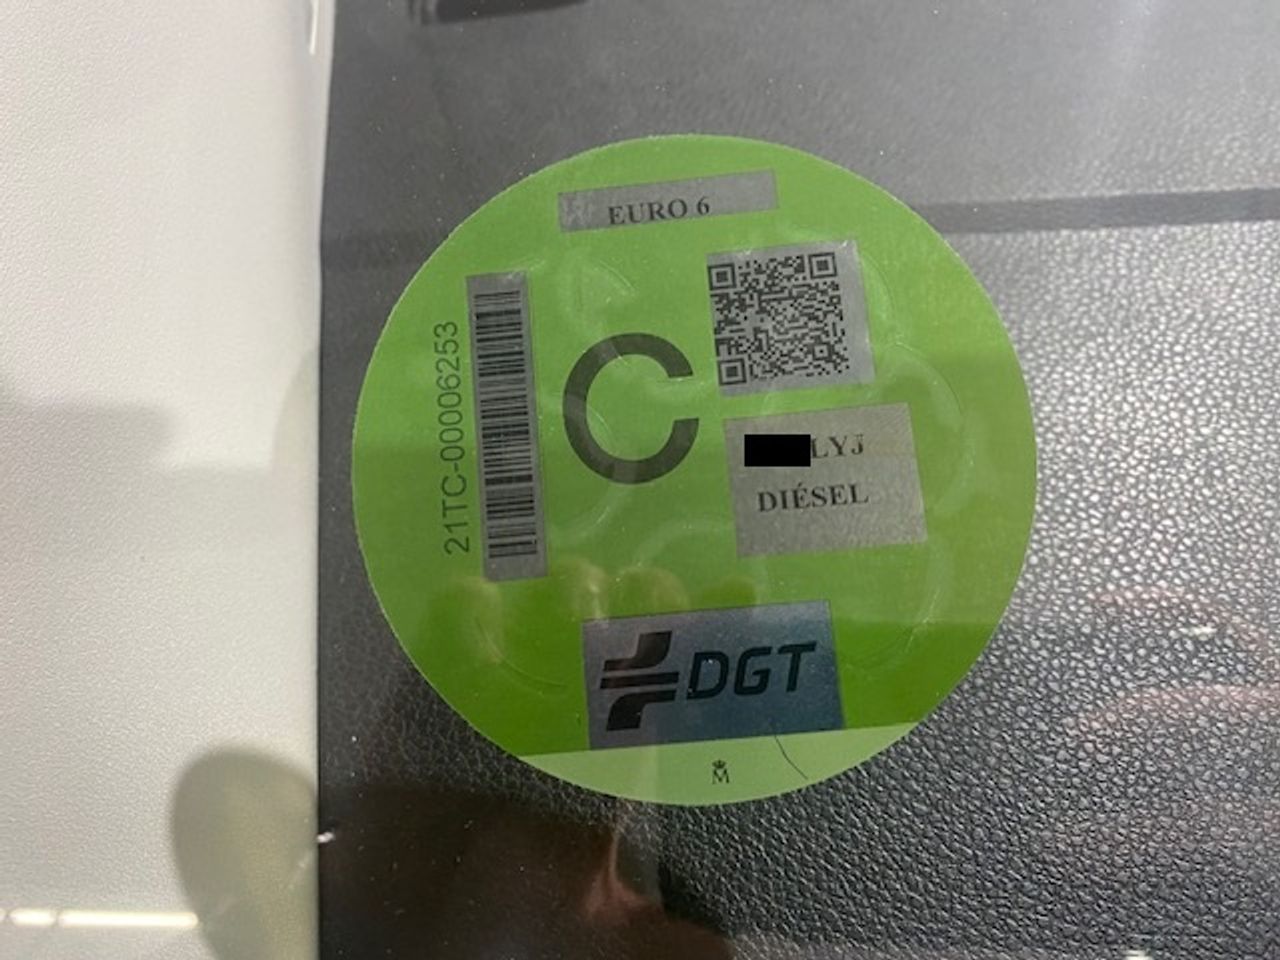 EURO 6
21TC-00006253
C
LYJ
DIÉSEL
DGT
M